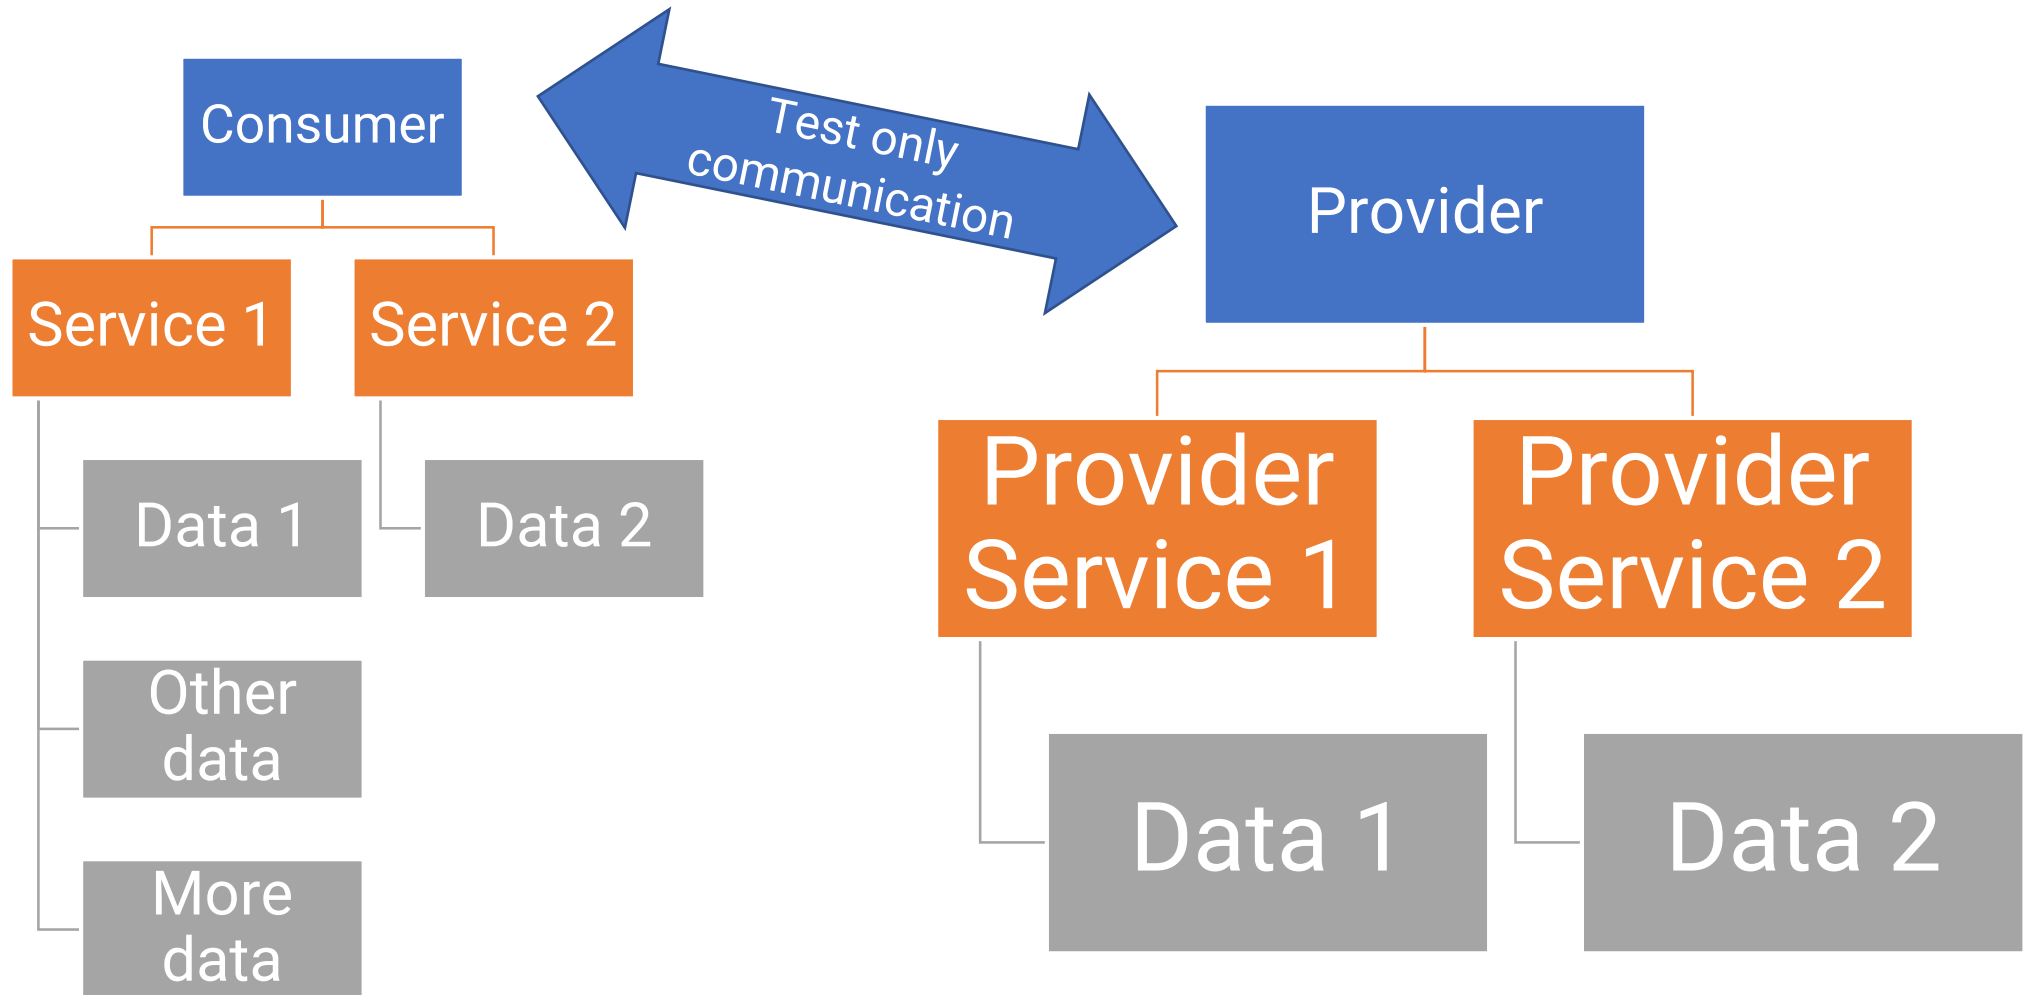 Consumer
Service 1
Service 2
Data 1
Data 2
Other
data
More
data
Test only
communication
Provider
Provider
Service 1
Provider
Service 2
Data 1
Data 2